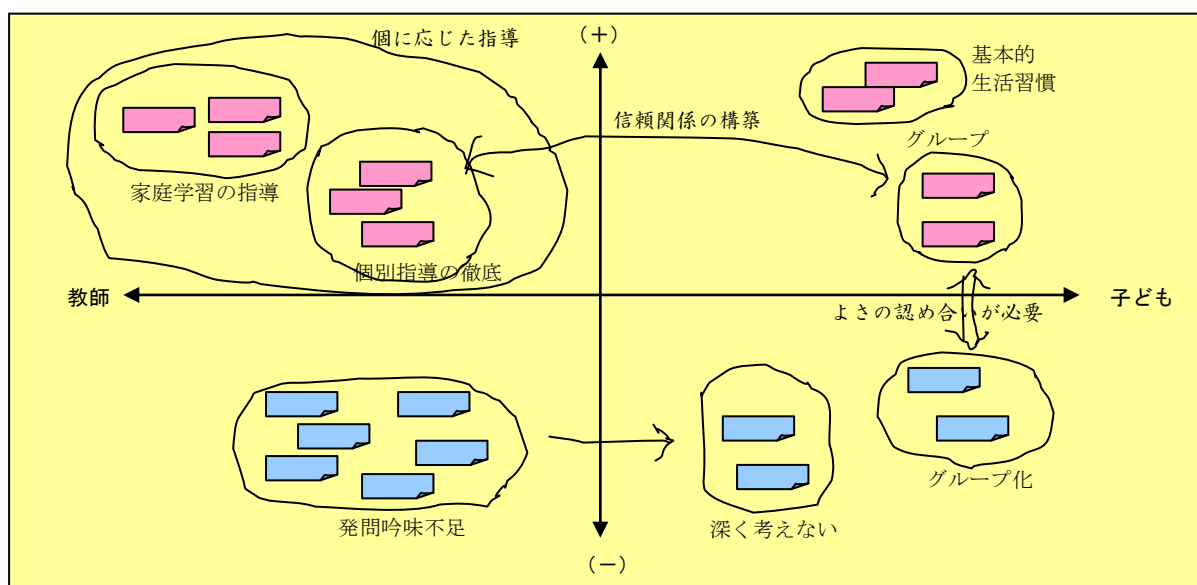 個に応じた指導
(＋)
基本的
生活習慣
信頼関係の構築
グループ
家庭学習の指導
個別指導の徹底
教師
子ども
よさの認め合いが必要
グループ化
発問吟味不足
深く考えない
(－)